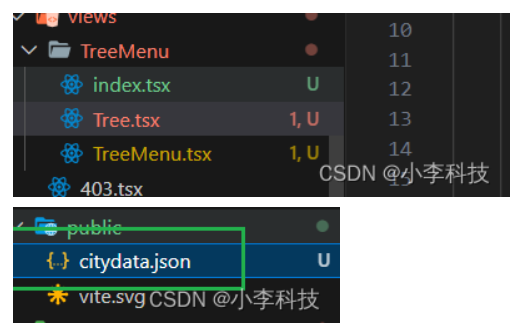 views
TreeMenu
10
11
index.tsx U 12
Tree.tsx 1, U 13
TreeMenu.tsx 1, U 14
CSDN @小李科技
15
403.tsx
public
{..} citydata.json U
vite.svg CSDN @小李科技